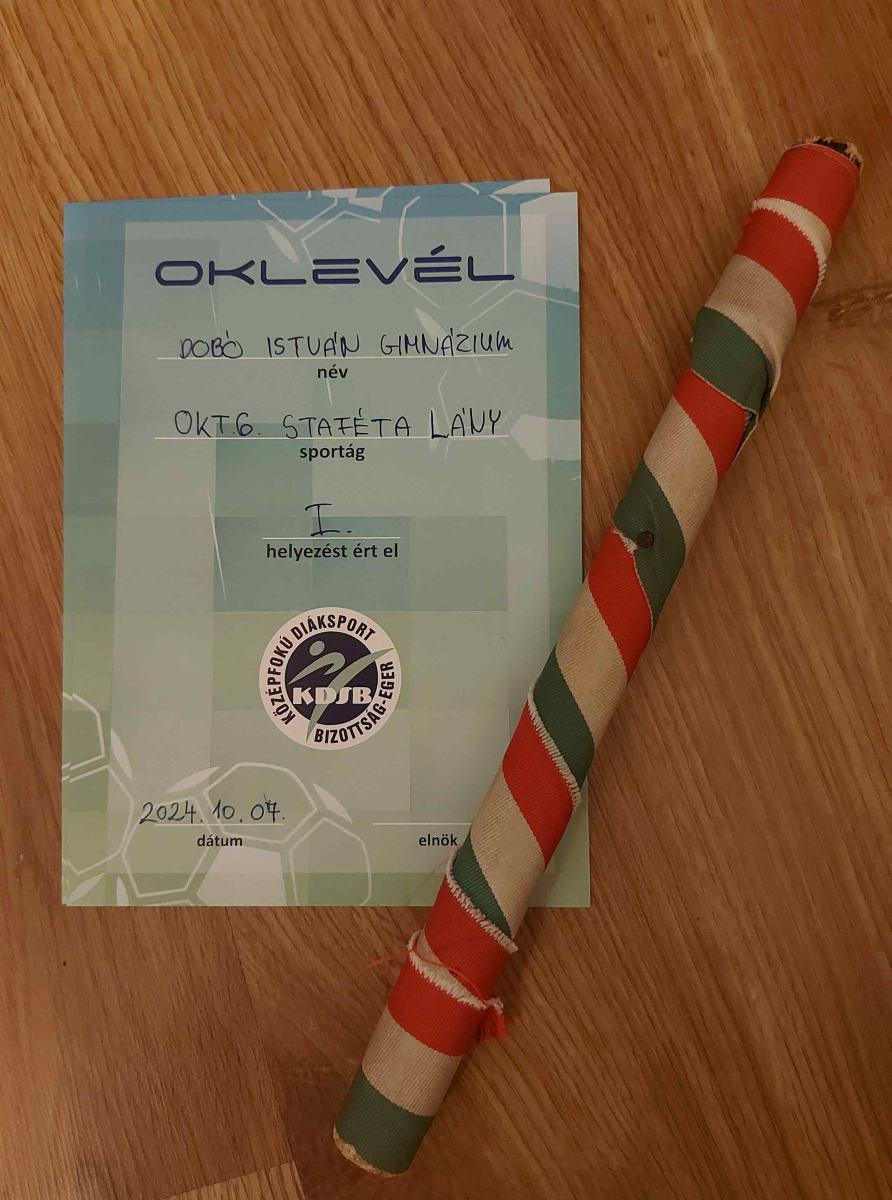 OKLEVÉL
DOBÓ ISTVÁN GIMNÁZIUM
név
OKT.6. STAFÉTA LÁNY
sportág
I.
helyezést ért el
KÖZÉPFOKÚ DIÁKSPORT
KDSB
BIZOTTSÁG-EGER
2024.10.07.
dátum
elnök